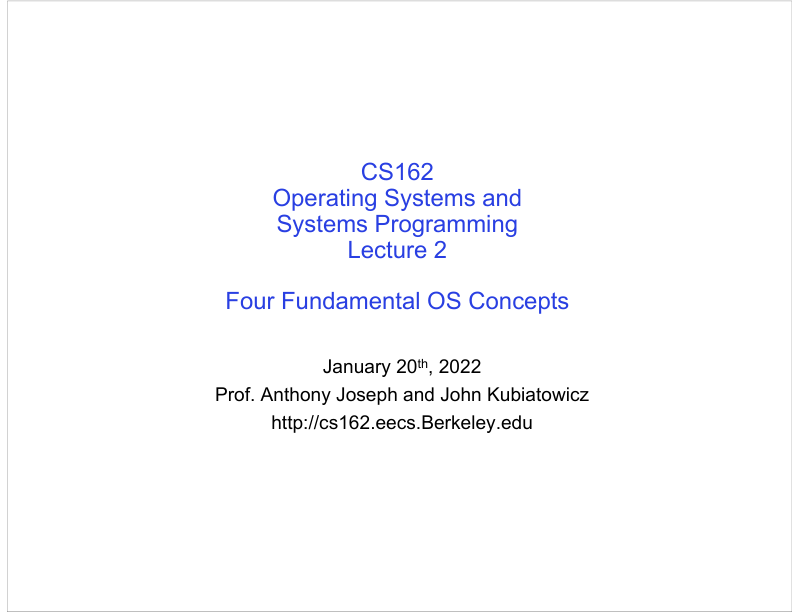 CS162
Operating Systems and
Systems Programming
Lecture 2
Four Fundamental OS Concepts
January 20th, 2022
Prof. Anthony Joseph and John Kubiatowicz
http://cs162.eecs.Berkeley.edu